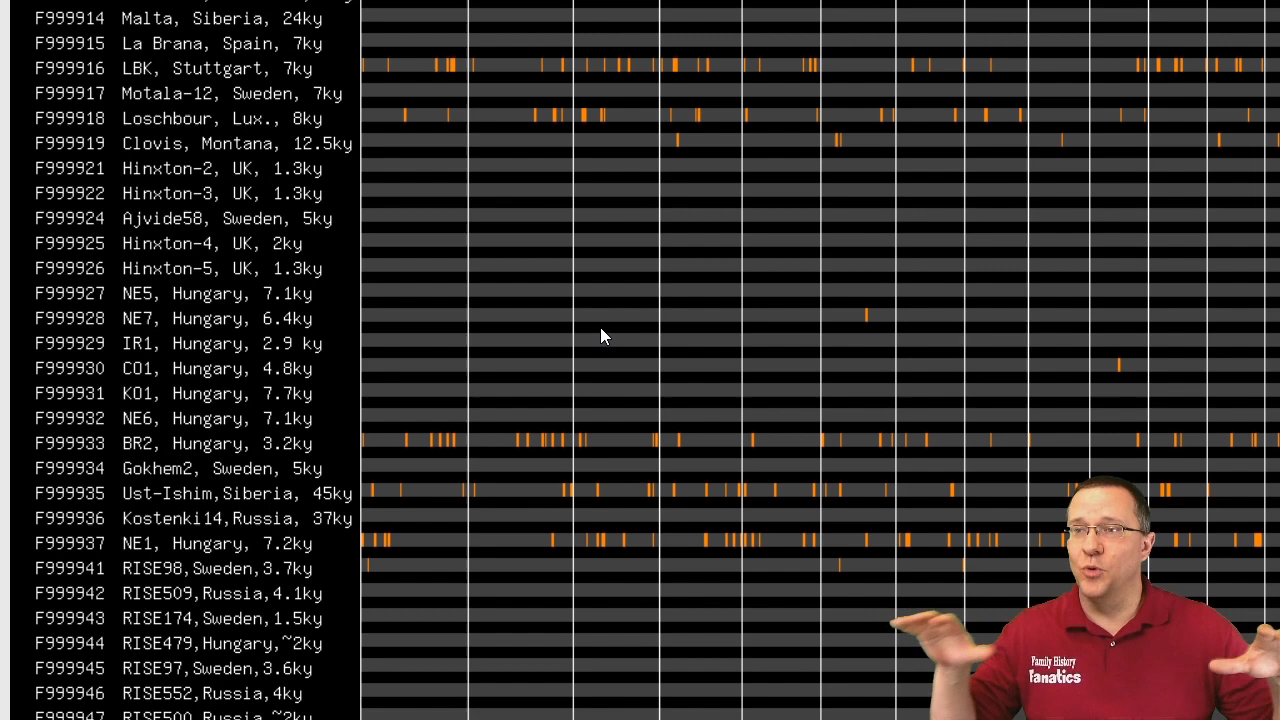 F999914 Malta, Siberia, 24ky
F999915 La Brana, Spain, 7ky
F999916 LBK, Stuttgart, 7ky
F999917 Motala-12, Sweden, 7ky
F999918 Loschbour, Lux., 8ky
F999919 Clovis, Montana, 12.5ky
F999921 Hinxton-2, UK, 1.3ky
F999922 Hinxton-3, UK, 1.3ky
F999924 Ajvide58, Sweden, 5ky
F999925 Hinxton-4, UK, 2ky
F999926 Hinxton-5, UK, 1.3ky
F999927 NE5, Hungary, 7.1ky
F999928 NE7, Hungary, 6.4ky
F999929 IR1, Hungary, 2.9 ky
F999930 CO1, Hungary, 4.8ky
F999931 KO1, Hungary, 7.7ky
F999932 NE6, Hungary, 7.1ky
F999933 BR2, Hungary, 3.2ky
F999934 Gokhem2, Sweden, 5ky
F999935 Ust-Ishim,Siberia, 45ky
F999936 Kostenki14,Russia, 37ky
F999937 NE1, Hungary, 7.2ky
F999941 RISE98,Sweden,3.7ky
F999942 RISE509,Russia,4.1ky
F999943 RISE174,Sweden,1.5ky
F999944 RISE479,Hungary,~2ky
F999945 RISE97,Sweden,3.6ky
F999946 RISE552,Russia,4ky
F999947 RISE500,Russia,~2ky
Family History
Fanatics